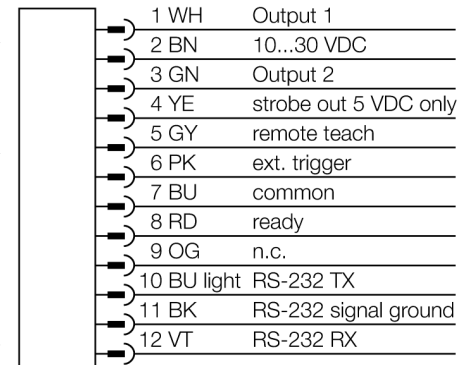 1 WH Output 1
2 BN 10...30 VDC
3 GN Output 2
4 YE strobe out 5 VDC only
5 GY remote teach
6 PK ext. trigger
7 BU common
8 RD ready
9 OG n.c.
10 BU light RS-232 TX
11 BK RS-232 signal ground
12 VT RS-232 RX